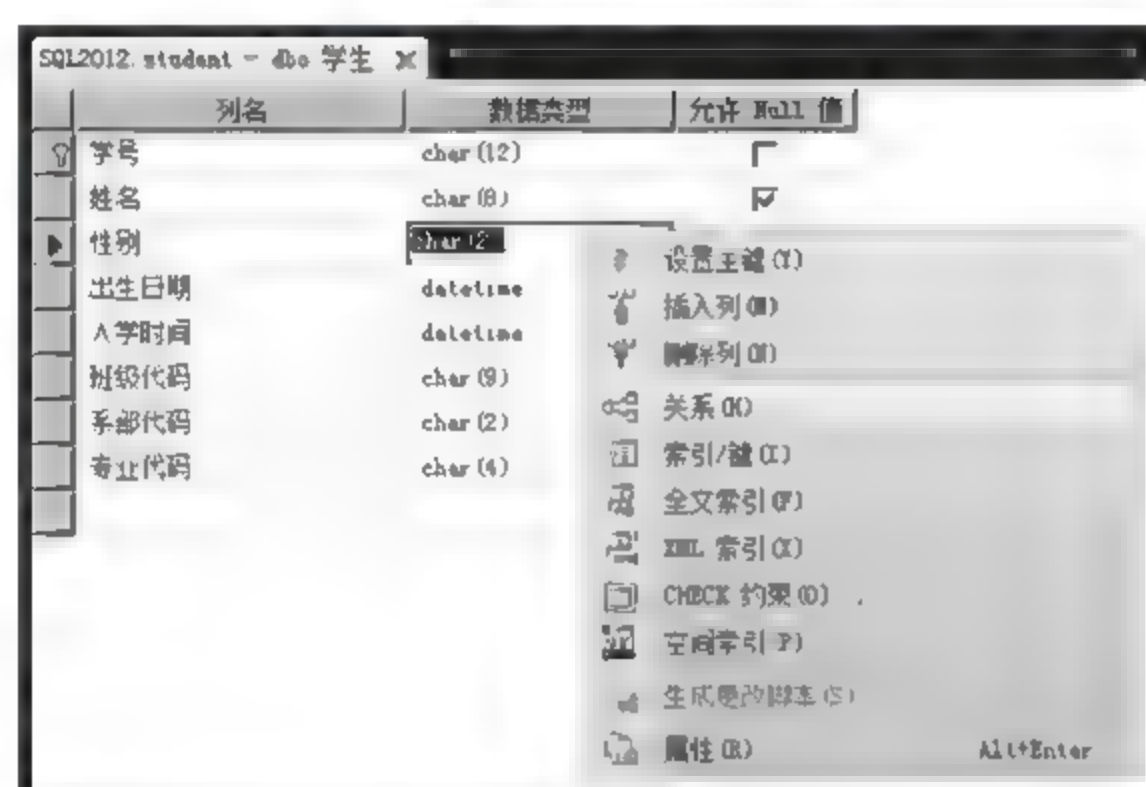 SQL2012.student - dbo 学生 ×
列名 数据类型 允许 Null 值
学号 char(12)
姓名 char(8)
性别 char(2
出生日期 datetime
入学时间 datetime
班级代码 char(9)
系部代码 char(2)
专业代码 char(4)
设置主键(Y)
插入列(M)
删除列(N)
关系(H)
索引/键(I)
全文索引(F)
XML 索引(X)
CHECK 约束(O)
空间索引(P)
生成更改脚本(S)
属性(R) Alt+Enter